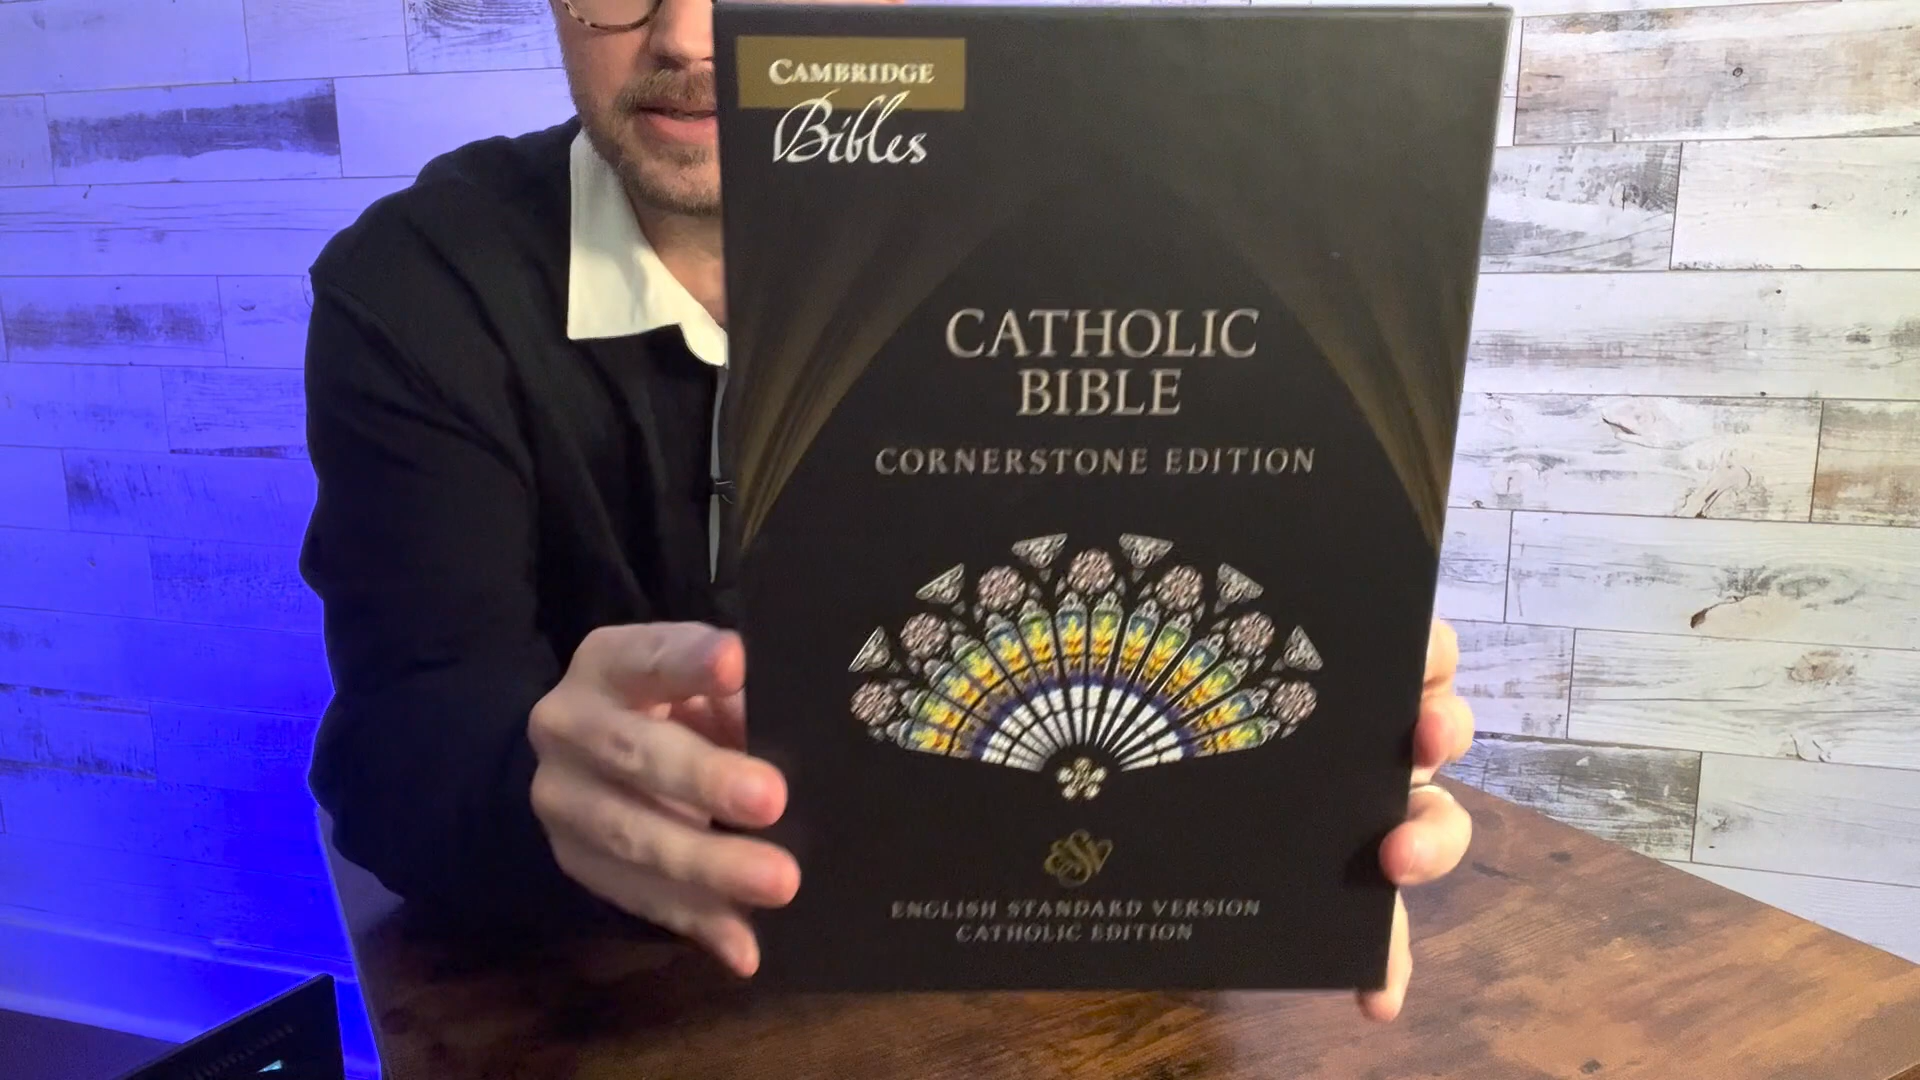 CAMBRIDGE
Bibles
CATHOLIC
BIBLE
CORNERSTONE EDITION
ESV
ENGLISH STANDARD VERSION
CATHOLIC EDITION